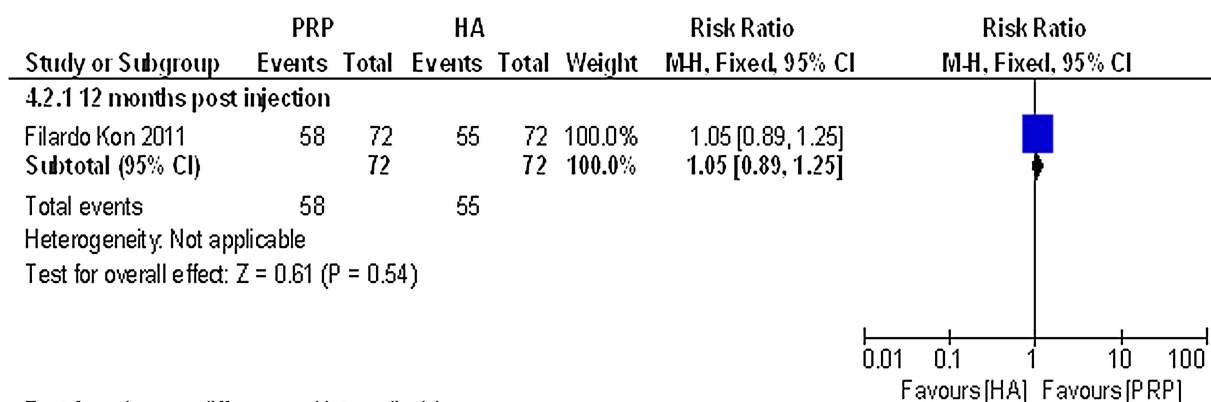 PRP HA Risk Ratio Risk Ratio
Study or Subgroup Events Total Events Total Weight M-H, Fixed, 95% CI M-H, Fixed, 95% CI
4.2.1 12 months post injection
Filardo Kon 2011 58 72 55 72 100.0% 1.05 [0.89, 1.25]
Subtotal (95% CI) 72 72 100.0% 1.05 [0.89, 1.25]
Total events 58 55
Heterogeneity: Not applicable
Test for overall effect: Z = 0.61 (P = 0.54)
0.01 0.1 1 10 100
Favours [HA] Favours [PRP]